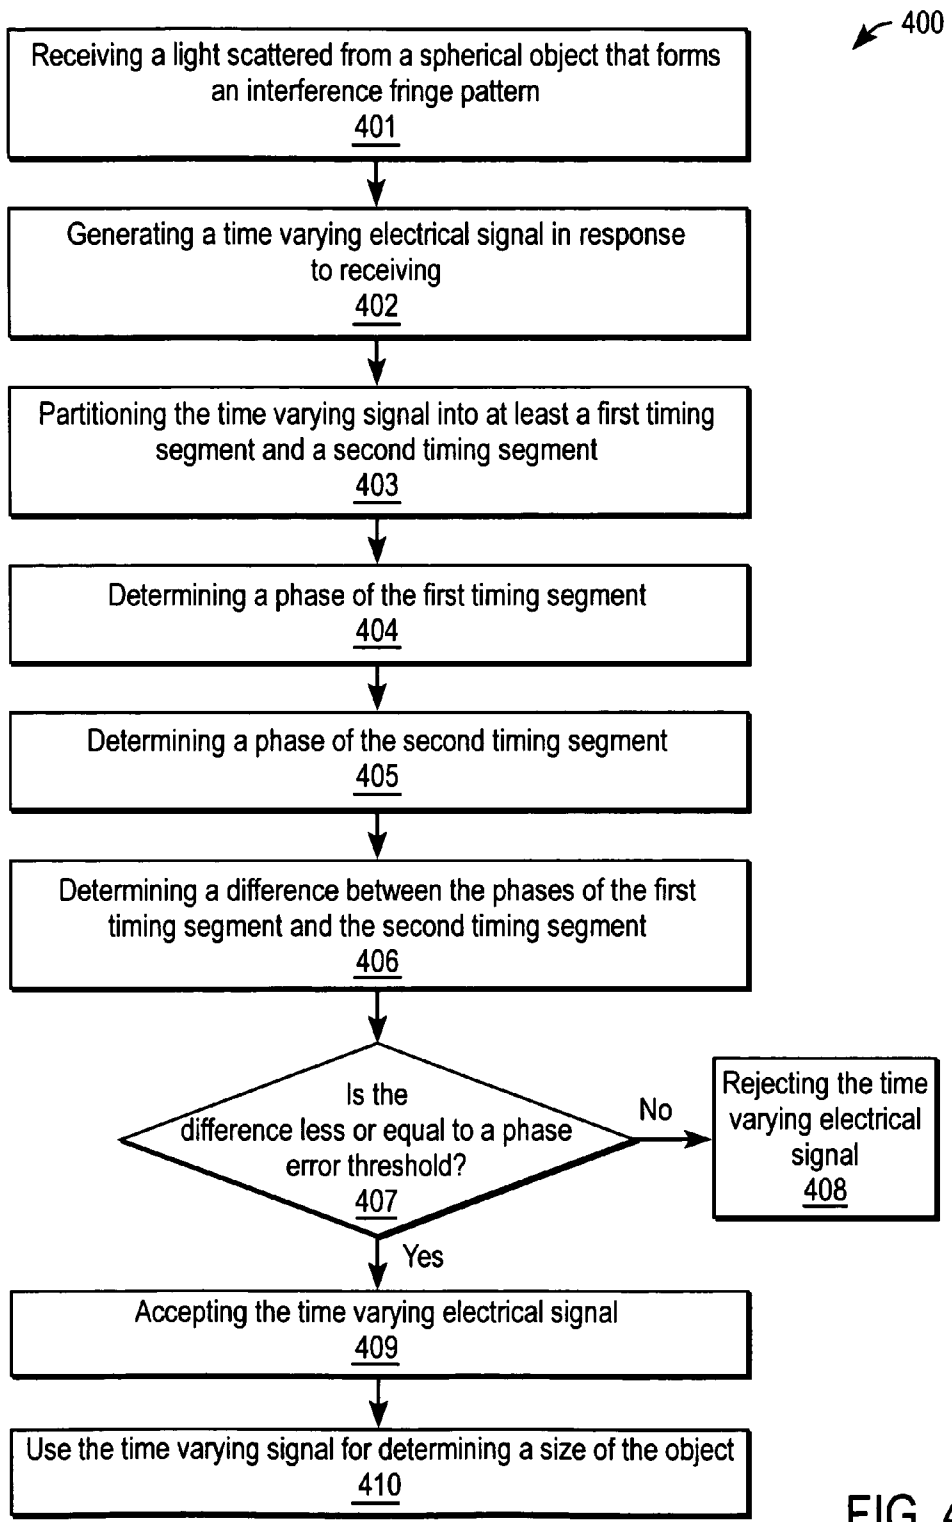 400
Receiving a light scattered from a spherical object that forms
an interference fringe pattern
401
Generating a time varying electrical signal in response
to receiving
402
Partitioning the time varying signal into at least a first timing
segment and a second timing segment
403
Determining a phase of the first timing segment
404
Determining a phase of the second timing segment
405
Determining a difference between the phases of the first
timing segment and the second timing segment
406
Is the
difference less or equal to a phase
error threshold?
407
No
Rejecting the time
varying electrical
signal
408
Yes
Accepting the time varying electrical signal
409
Use the time varying signal for determining a size of the object
410
FIG. 4